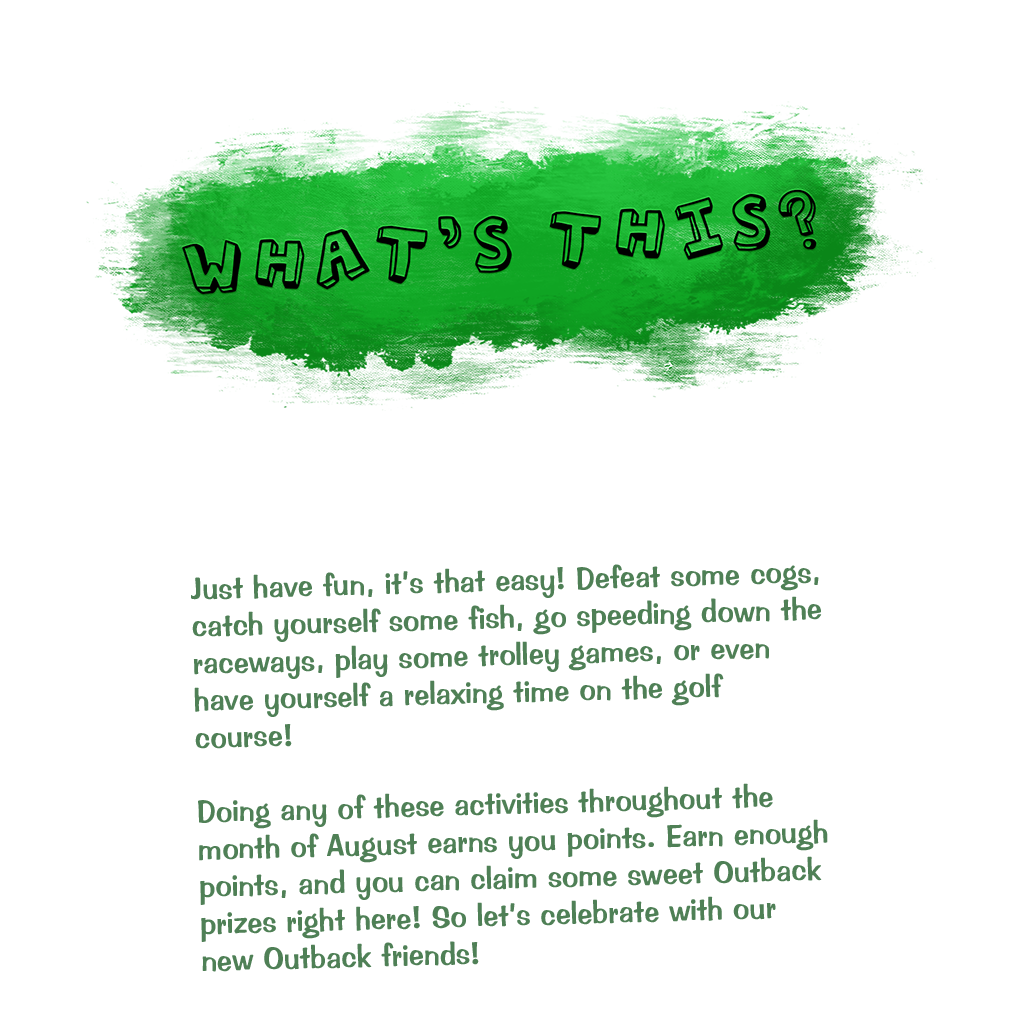 WHAT'S THIS?
Just have fun, it's that easy! Defeat some cogs,
catch yourself some fish, go speeding down the
raceways, play some trolley games, or even
have yourself a relaxing time on the golf
course!
Doing any of these activities throughout the
month of August earns you points. Earn enough
points, and you can claim some sweet Outback
prizes right here! So let's celebrate with our
new Outback friends!